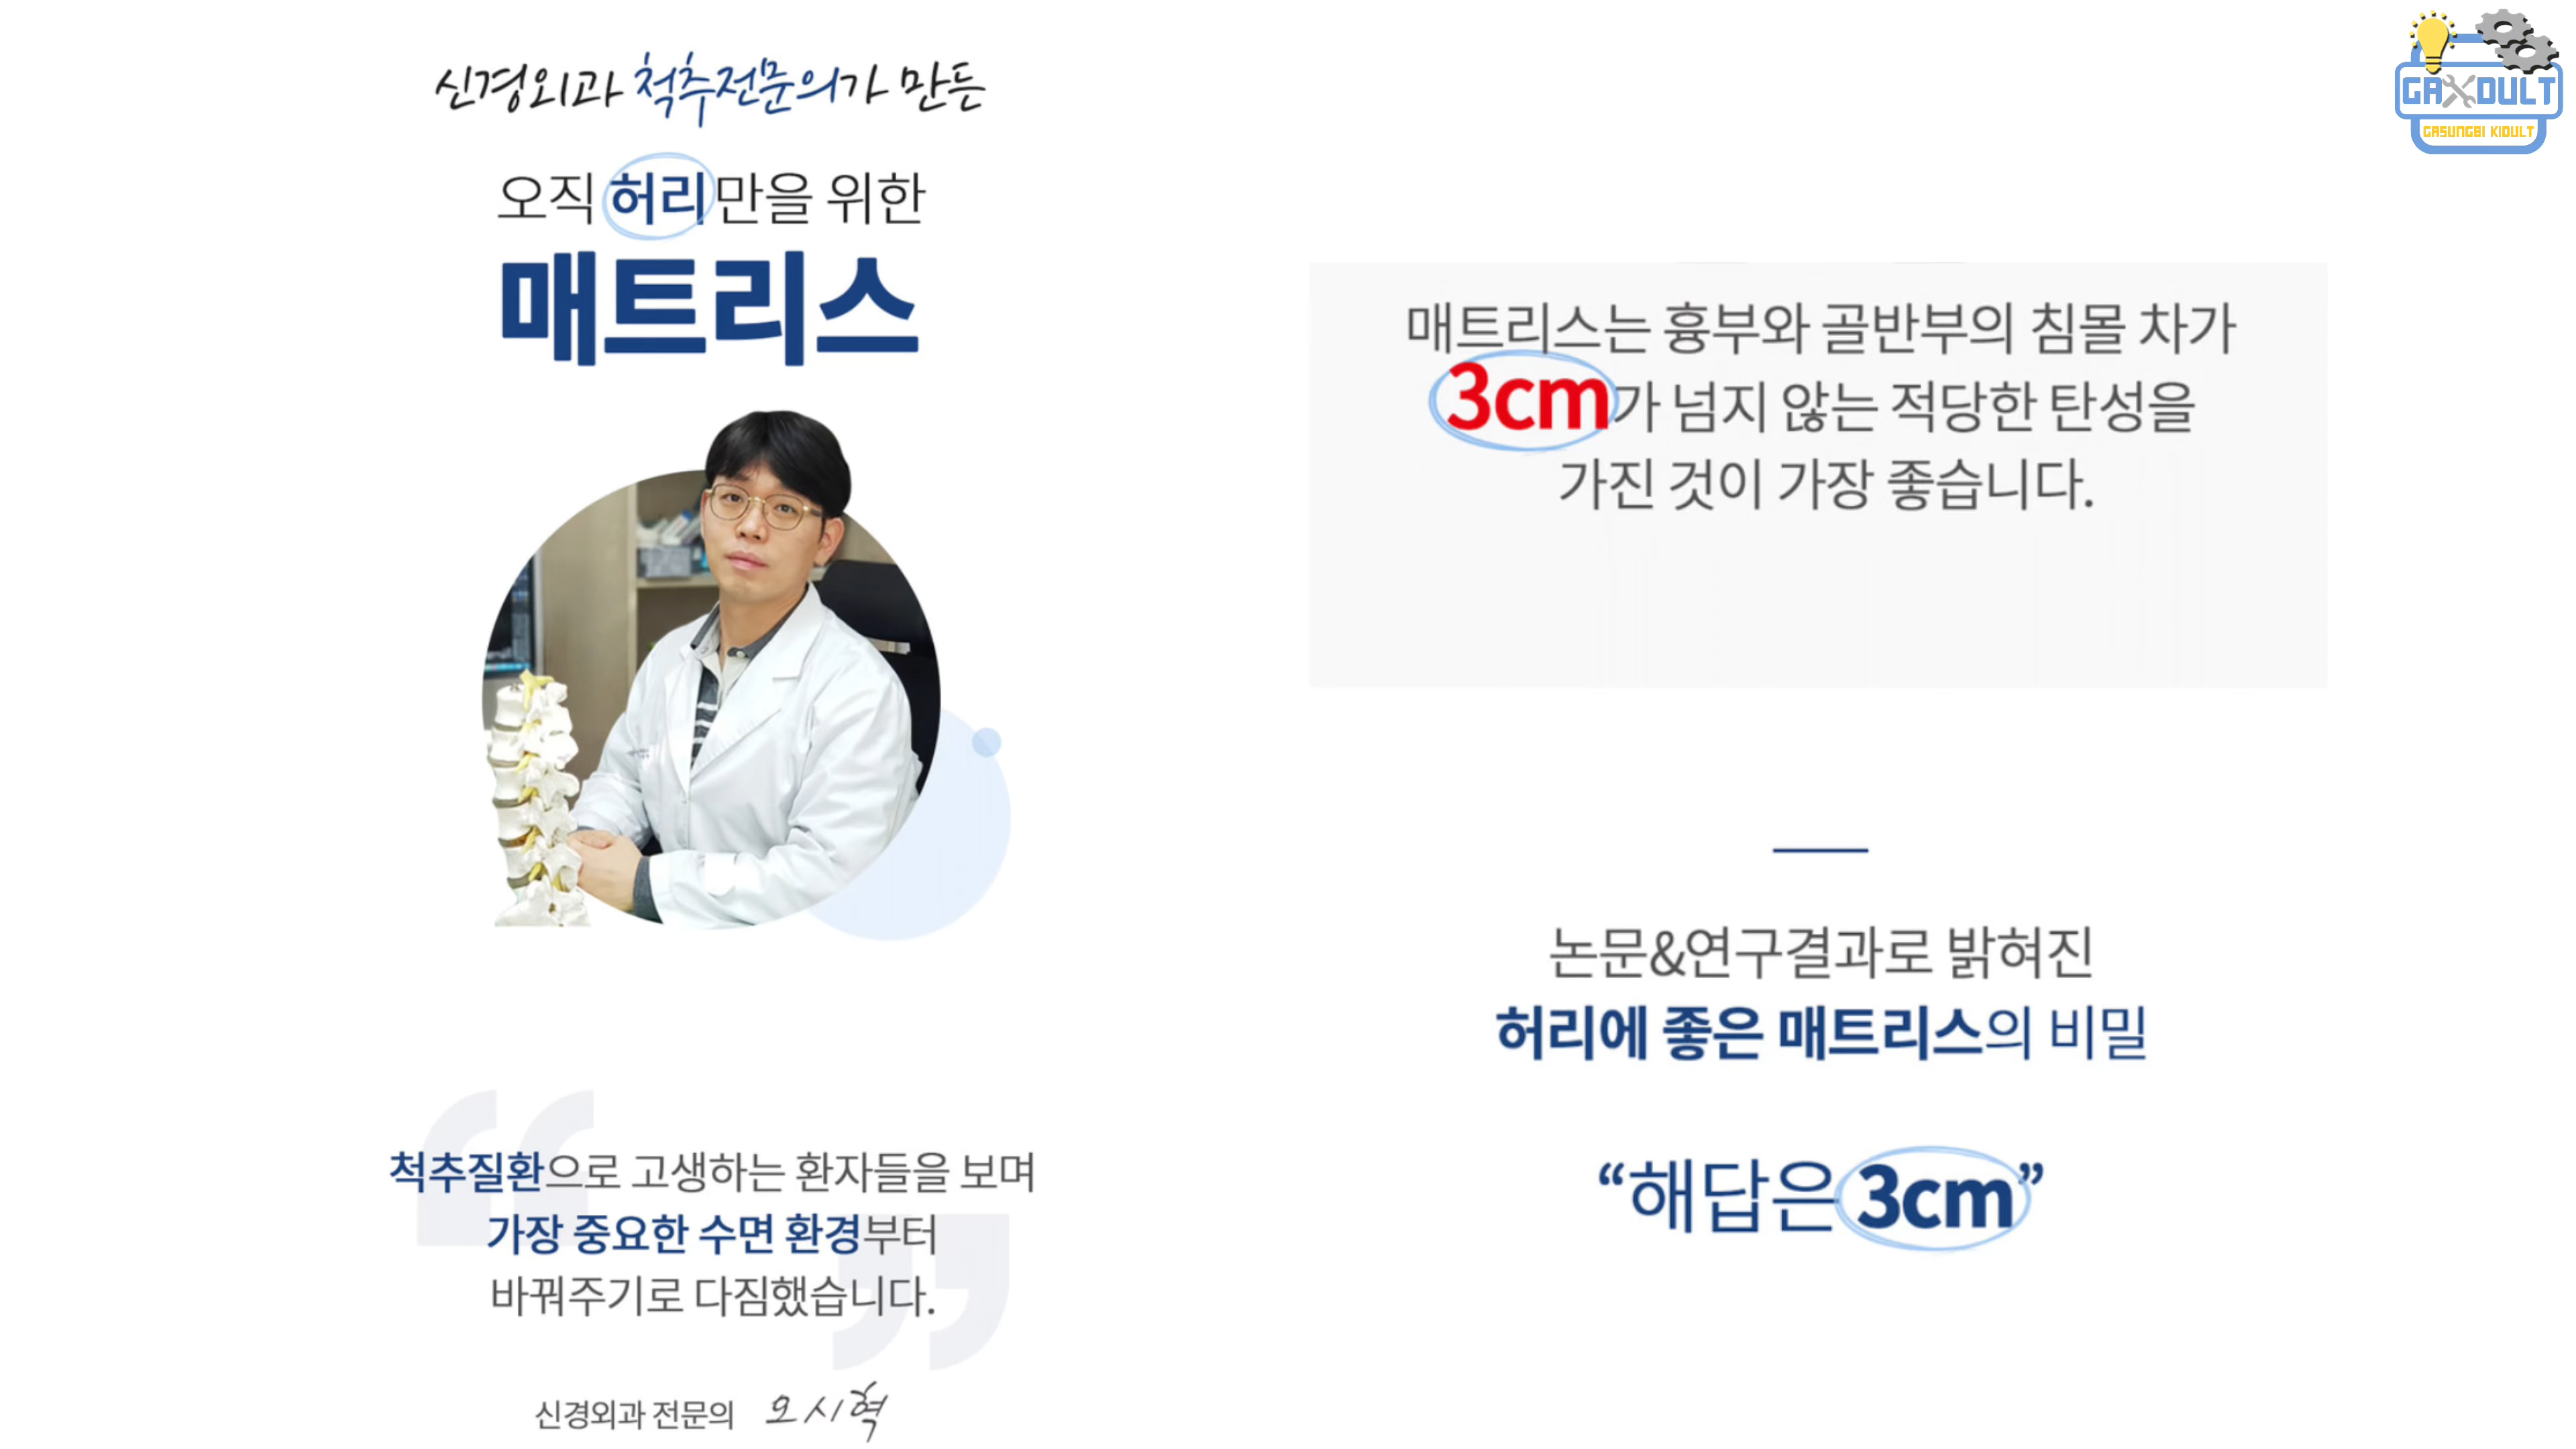 신경외과 척추전문의가 만든
오직 허리만을 위한
매트리스
척추질환으로 고생하는 환자들을 보며
가장 중요한 수면 환경부터
바꿔주기로 다짐했습니다.
신경외과 전문의 오시혁
매트리스는 흉부와 골반부의 침몰 차가
3cm가 넘지 않는 적당한 탄성을
가진 것이 가장 좋습니다.
논문&연구결과로 밝혀진
허리에 좋은 매트리스의 비밀
“해답은 3cm”
GAXDULT
GASUNGBI KIDULT